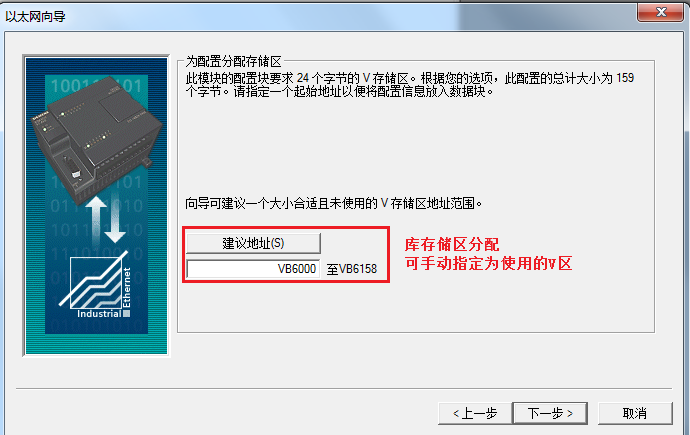 以太网向导
为配置分配存储区
此模块的配置块要求 24 个字节的 V 存储区。根据您的选项，此配置的总计大小为 159
个字节。请指定一个起始地址以便将配置信息放入数据块。
向导可建议一个大小合适且未使用的 V 存储区地址范围。
建议地址(S)
VB6000 至VB6158
库存储区分配
可手动指定为使用的V区
Industrial Ethernet
< 上一步 下一步 > 取消